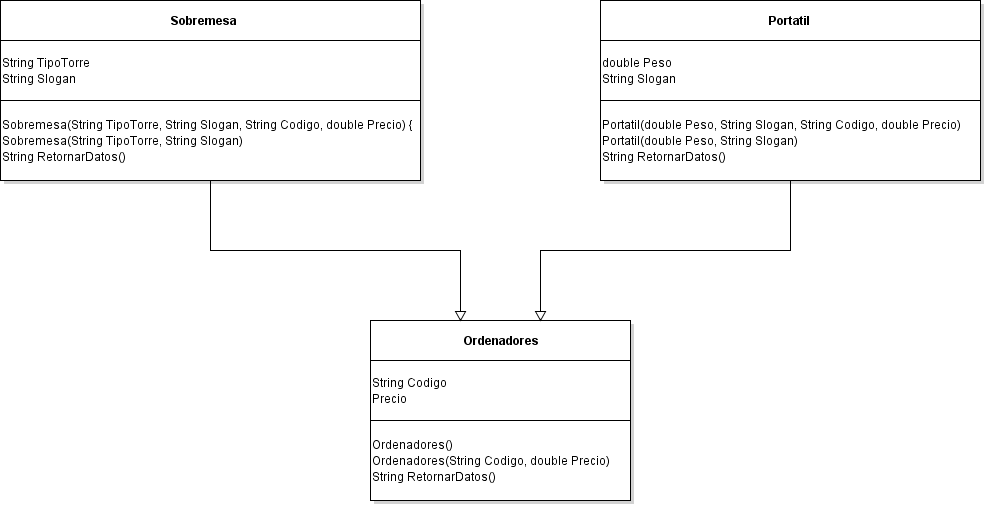 Sobremesa
String TipoTorre
String Slogan
Sobremesa(String TipoTorre, String Slogan, String Codigo, double Precio) {
Sobremesa(String TipoTorre, String Slogan)
String RetornarDatos()
Portatil
double Peso
String Slogan
Portatil(double Peso, String Slogan, String Codigo, double Precio)
Portatil(double Peso, String Slogan)
String RetornarDatos()
Ordenadores
String Codigo
Precio
Ordenadores()
Ordenadores(String Codigo, double Precio)
String RetornarDatos()